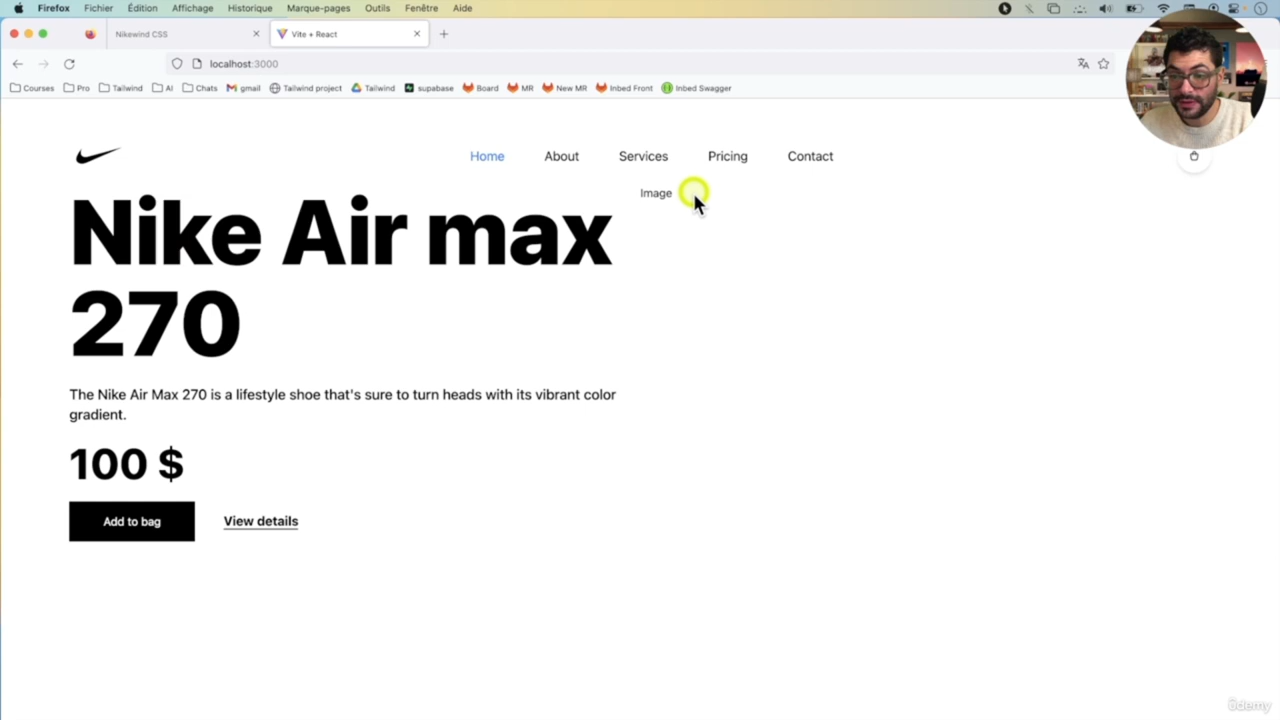 Firefox Fichier Édition Affichage Historique Marque-pages Outils Fenêtre Aide
Nikewind CSS
Vite + React
localhost:3000
Courses Pro Tailwind AI Chats gmail Tailwind project Tailwind supabase Board MR New MR Inbed Front Inbed Swagger
Home About Services Pricing Contact
Image
Nike Air max
270
The Nike Air Max 270 is a lifestyle shoe that's sure to turn heads with its vibrant color
gradient.
100 $
Add to bag View details
ûdemy